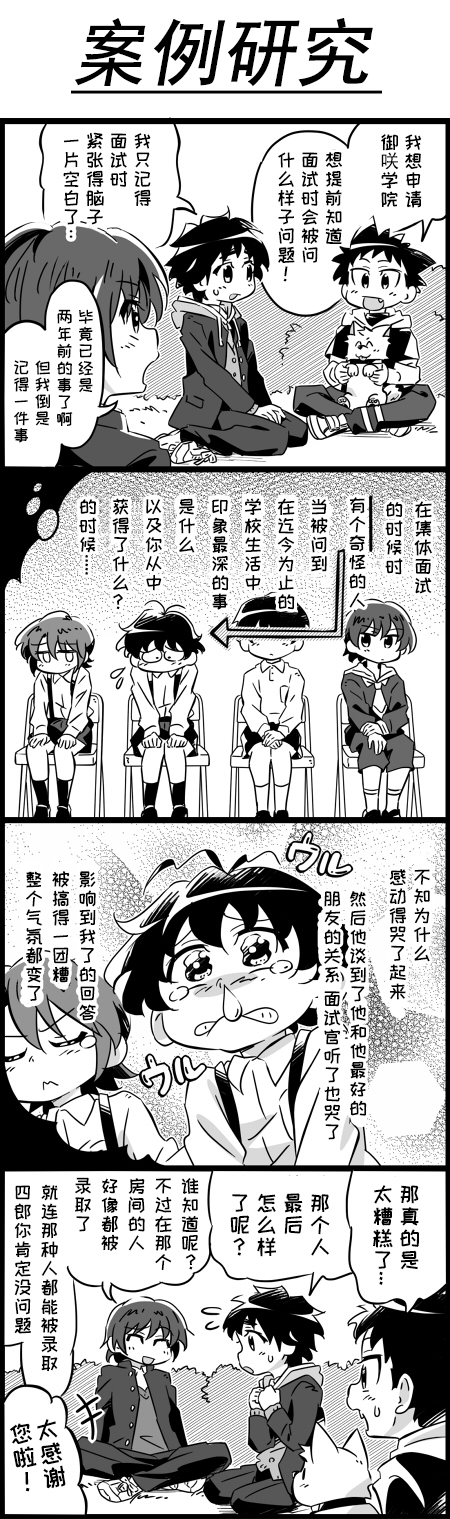 案例研究
我想申请
御咲学院
想提前知道
面试时会被问
什么样子问题！
我只记得
面试时
紧张得脑子
一片空白了…
毕竟已经是
两年前的事了啊
但我倒是
记得一件事
在集体面试
的时候时
有个奇怪的人
当被问到
在迄今为止的
学校生活中
印象最深的事
是什么
以及你从中
获得了什么？
的时候……
不知为什么
感动得哭了起来
ウルウル
然后他谈到了他和他最好的
朋友的关系 面试官听了也哭了
影响到我了的回答
被搞得一团糟
整个气氛都变了
那真的是
太糟糕了…
那个人
最后
怎么样
了呢？
谁知道呢？
不过在那个
房间的人
好像都被
录取了
就连那种人都能被录取
四郎你肯定没问题
太感谢
您啦！